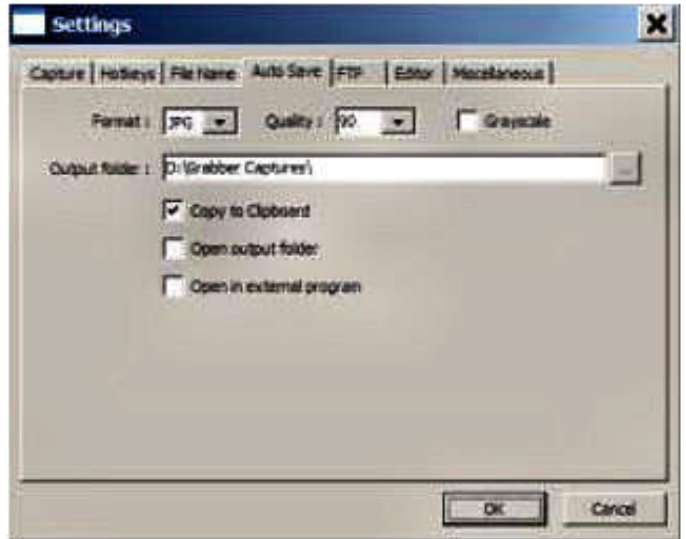 Settings
Capture Hotkeys File Name Auto Save FTP Editor Miscellaneous
Format : JPG Quality : 90 Grayscale
Output folder : D:\Grabber Captures\ ...
Copy to Clipboard
Open output folder
Open in external program
OK Cancel